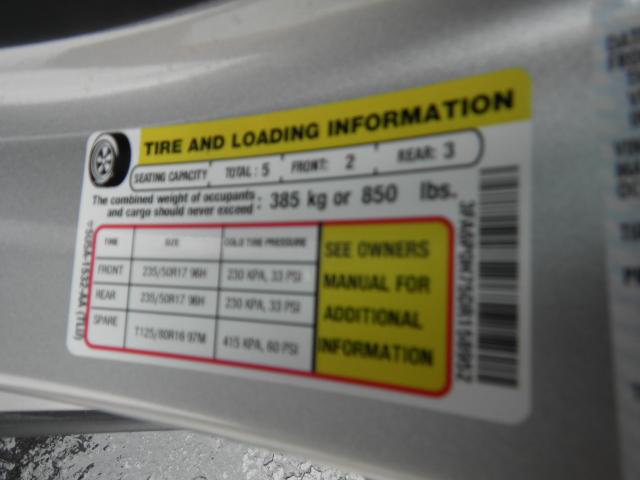 TIRE AND LOADING INFORMATION
SEATING CAPACITY TOTAL : 5 FRONT: 2 REAR: 3
The combined weight of occupants and cargo should never exceed : 385 kg or 850 lbs.
TIRE SIZE COLD TIRE PRESSURE
FRONT 235/50R17 96H 230 KPA, 33 PSI
REAR 235/50R17 96H 230 KPA, 33 PSI
SPARE T125/80R16 97M 415 KPA, 60 PSI
SEE OWNERS
MANUAL FOR
ADDITIONAL
INFORMATION